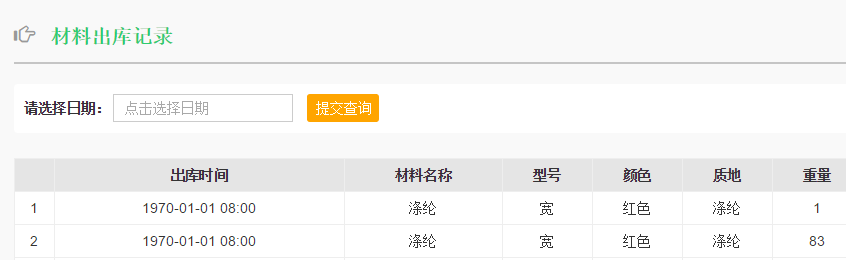 材料出库记录
请选择日期： 点击选择日期 提交查询
出库时间 材料名称 型号 颜色 质地 重量
1 1970-01-01 08:00 涤纶 宽 红色 涤纶 1
2 1970-01-01 08:00 涤纶 宽 红色 涤纶 83